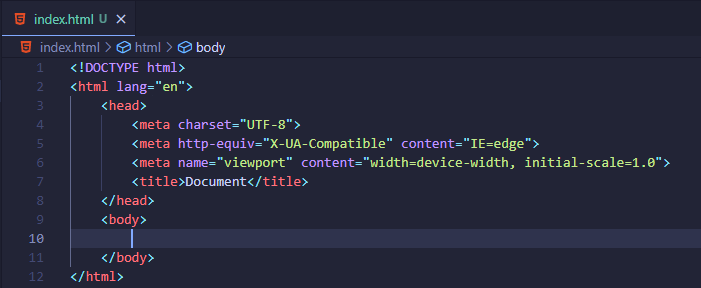 index.html U ×
index.html > html > body
1 <!DOCTYPE html>
2 <html lang="en">
3 <head>
4 <meta charset="UTF-8">
5 <meta http-equiv="X-UA-Compatible" content="IE=edge">
6 <meta name="viewport" content="width=device-width, initial-scale=1.0">
7 <title>Document</title>
8 </head>
9 <body>
10
11 </body>
12 </html>